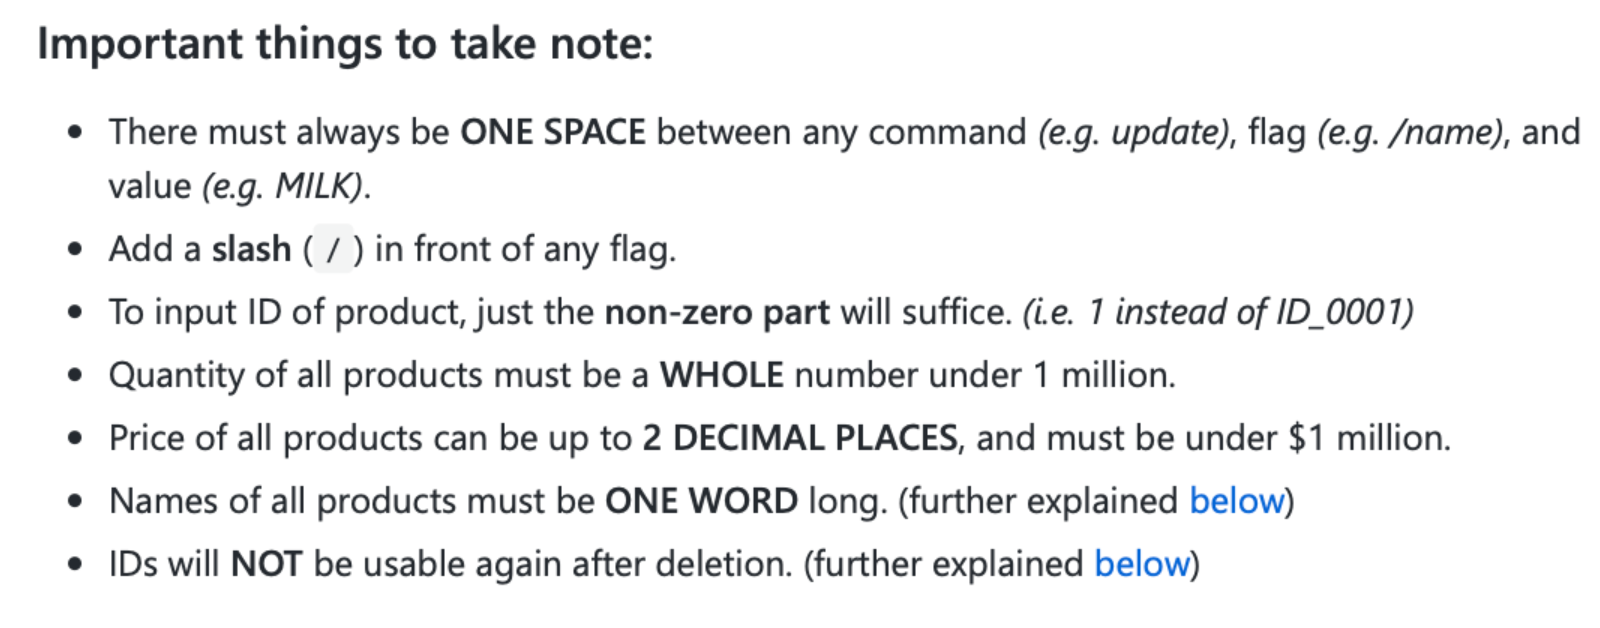 Important things to take note:
• There must always be ONE SPACE between any command (e.g. update), flag (e.g. /name), and
value (e.g. MILK).
• Add a slash ( / ) in front of any flag.
• To input ID of product, just the non-zero part will suffice. (i.e. 1 instead of ID_0001)
• Quantity of all products must be a WHOLE number under 1 million.
• Price of all products can be up to 2 DECIMAL PLACES, and must be under $1 million.
• Names of all products must be ONE WORD long. (further explained below)
• IDs will NOT be usable again after deletion. (further explained below)